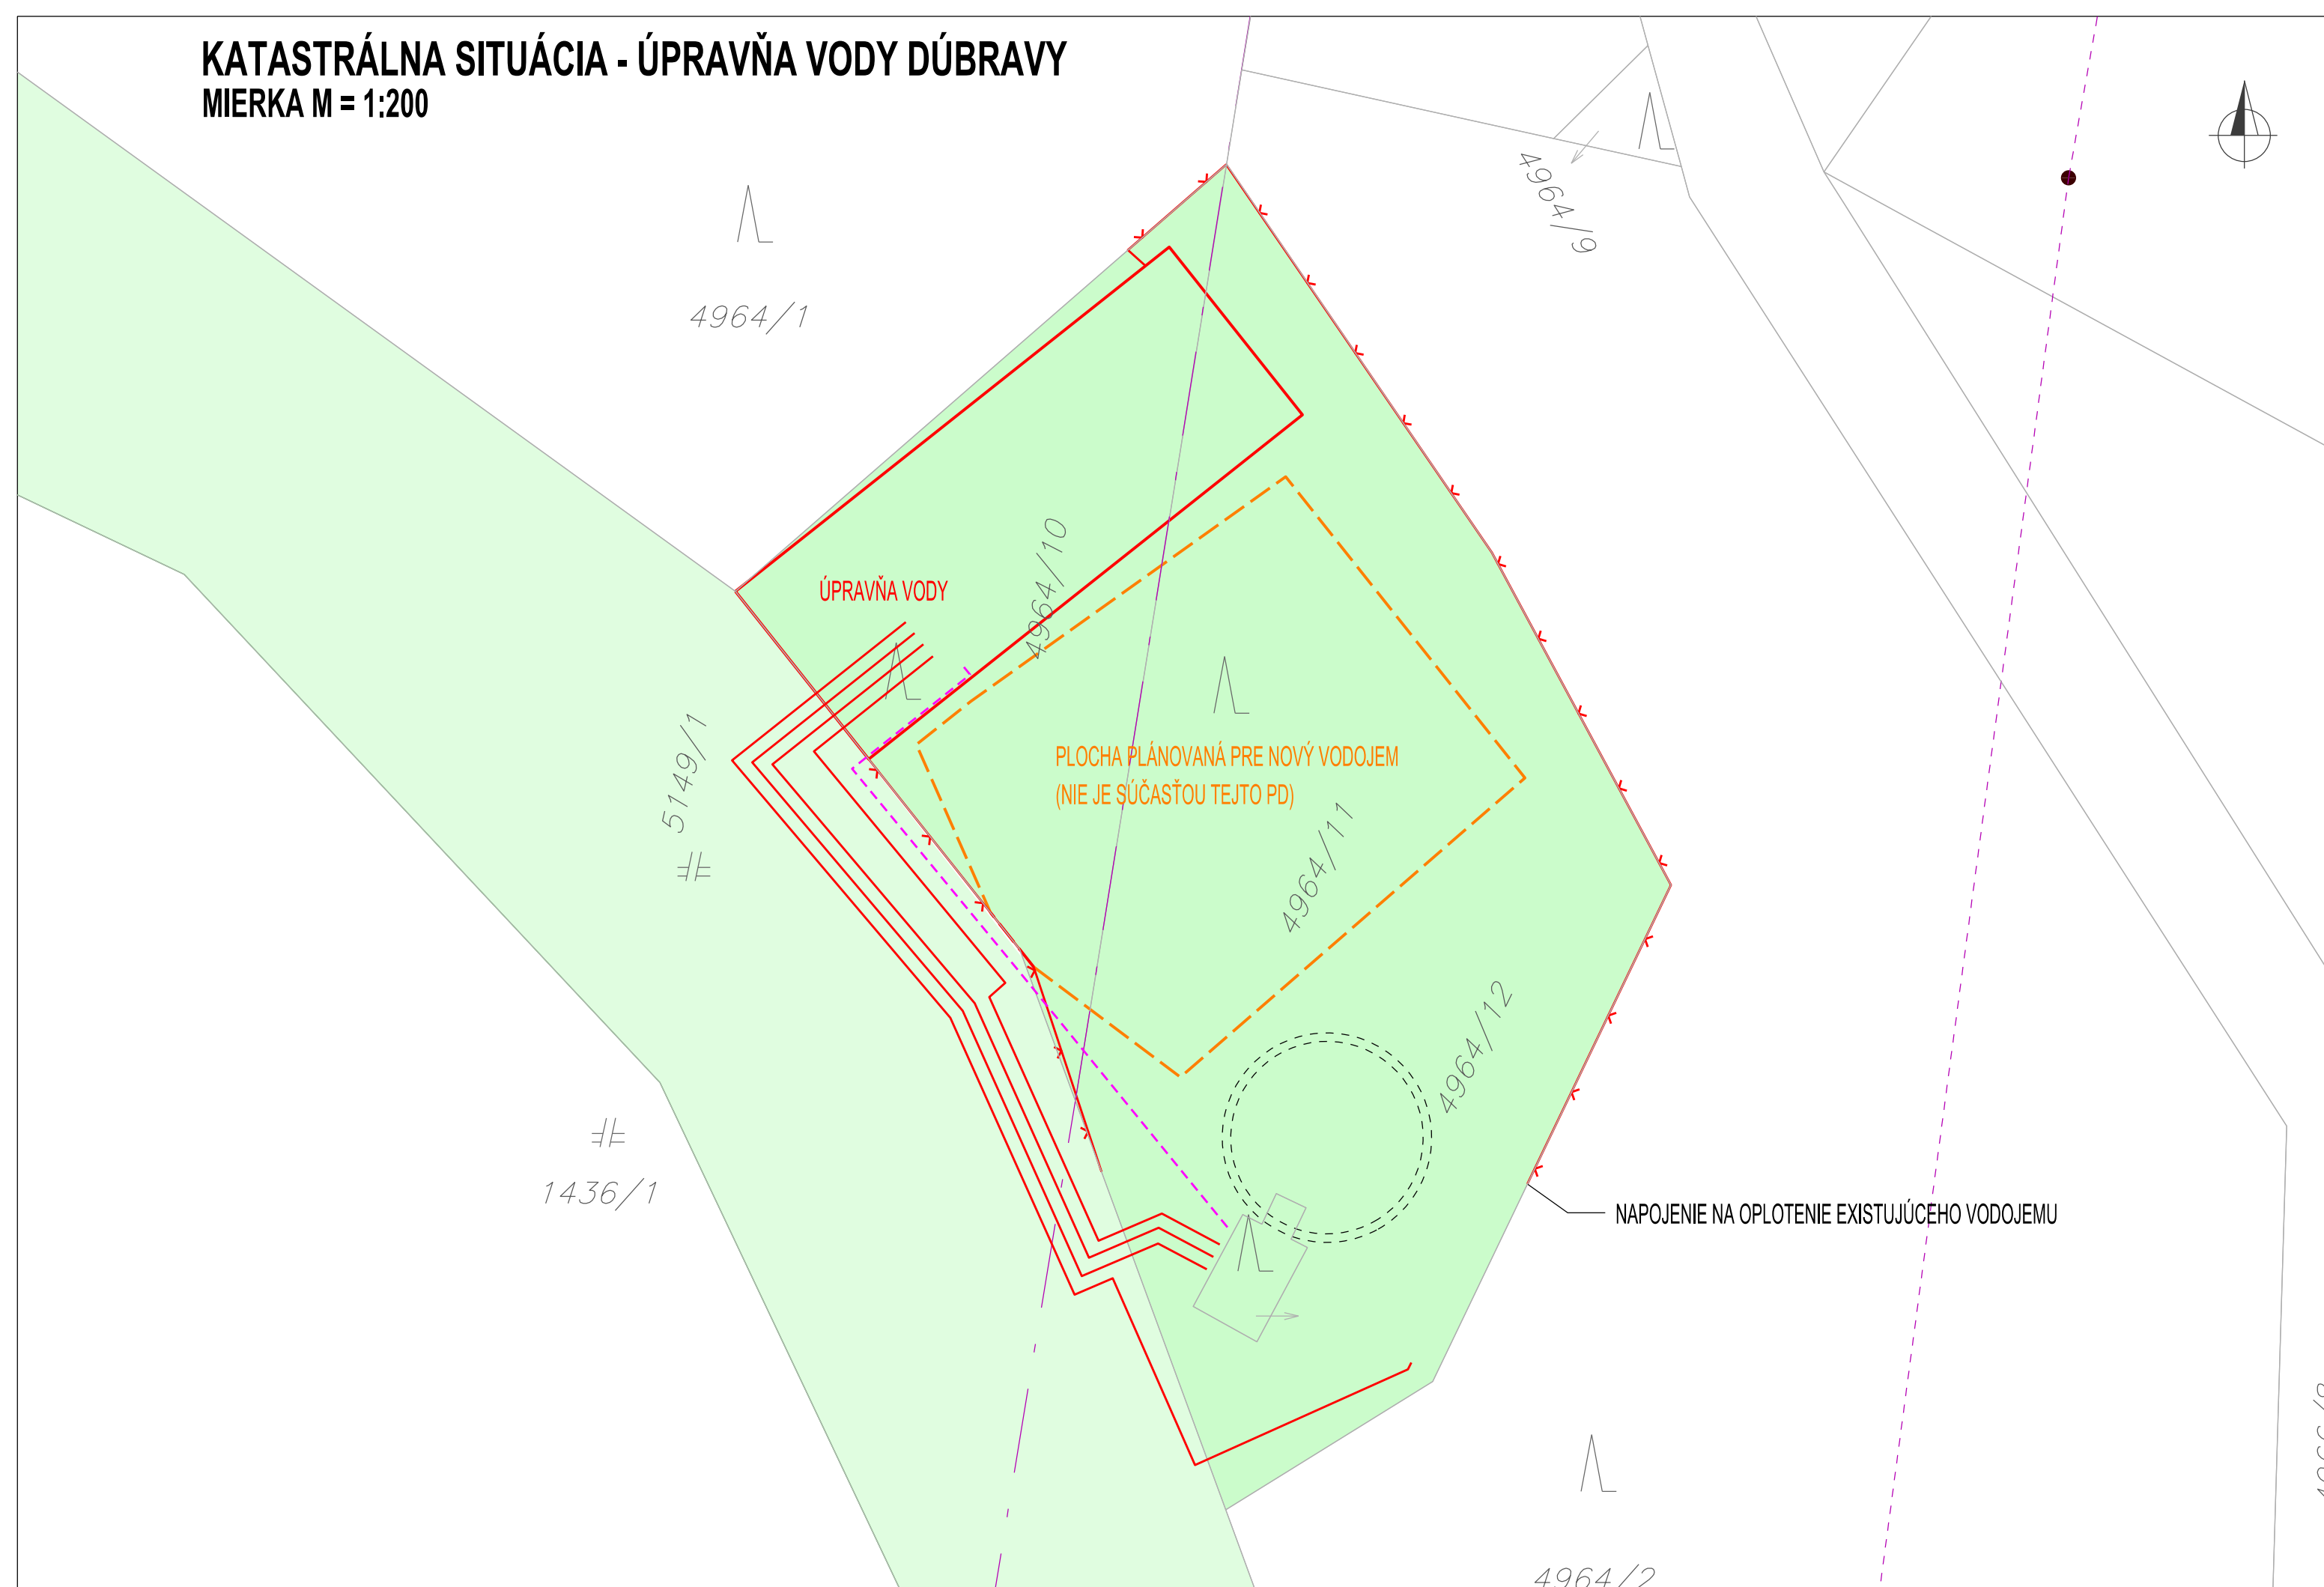 KATASTRÁLNA SITUÁCIA - ÚPRAVŇA VODY DÚBRAVY
MIERKA M = 1:200
4964/9
4964/1
4964/10
ÚPRAVŇA VODY
5149/1
PLOCHA PLÁNOVANÁ PRE NOVÝ VODOJEM
(NIE JE SÚČASŤOU TEJTO PD)
4964/11
4964/12
1436/1
NAPOJENIE NA OPLOTENIE EXISTUJÚCEHO VODOJEMU
4964/2